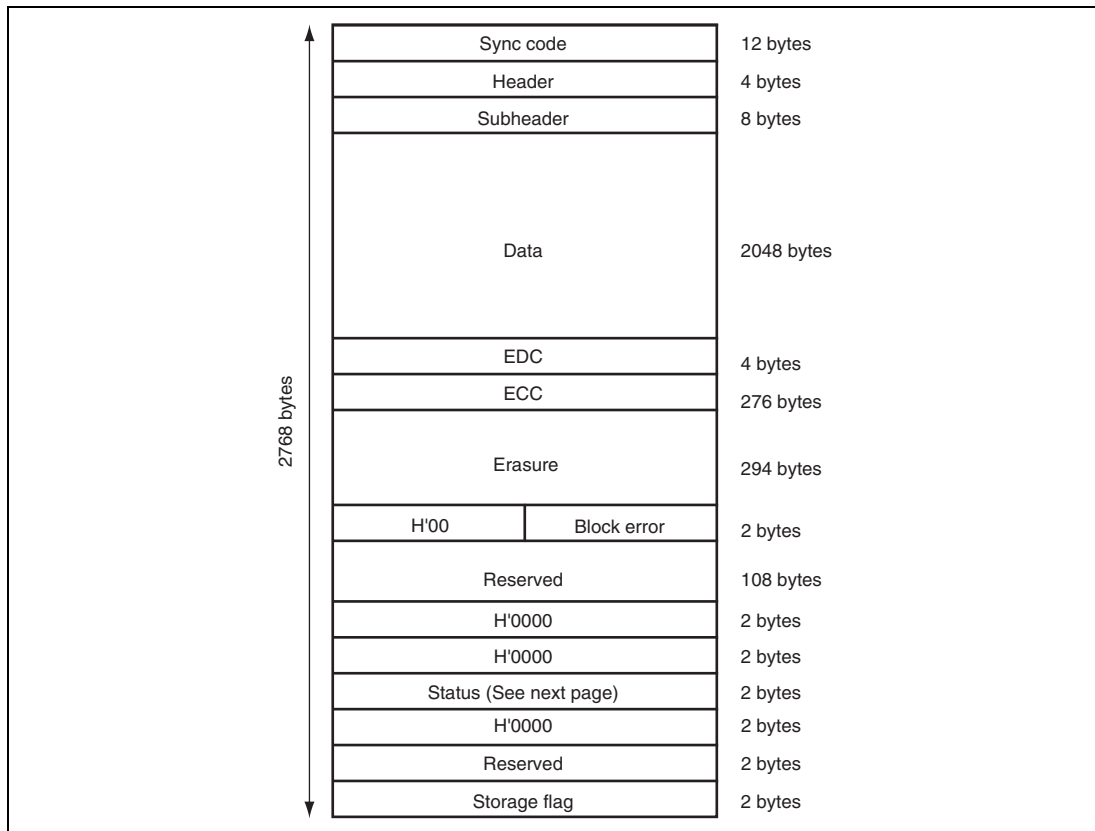 Sync code 12 bytes
Header 4 bytes
Subheader 8 bytes
Data 2048 bytes
EDC 4 bytes
ECC 276 bytes
2768 bytes
Erasure 294 bytes
H'00 Block error 2 bytes
Reserved 108 bytes
H'0000 2 bytes
H'0000 2 bytes
Status (See next page) 2 bytes
H'0000 2 bytes
Reserved 2 bytes
Storage flag 2 bytes